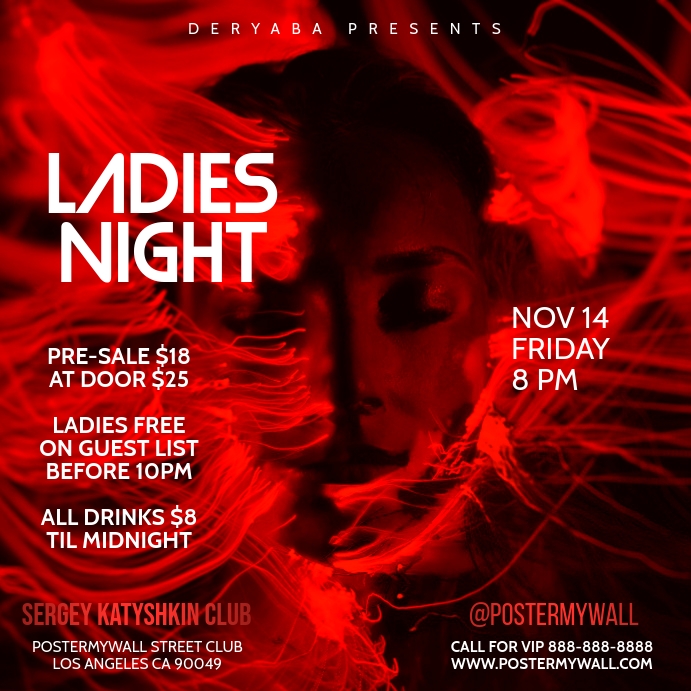 DERYABA PRESENTS
LADIES
NIGHT
NOV 14
FRIDAY
8 PM
PRE-SALE $18
AT DOOR $25
LADIES FREE
ON GUEST LIST
BEFORE 10PM
ALL DRINKS $8
TIL MIDNIGHT
SERGEY KATYSHKIN CLUB
POSTERMYWALL STREET CLUB
LOS ANGELES CA 90049
@POSTERMYWALL
CALL FOR VIP 888-888-8888
WWW.POSTERMYWALL.COM